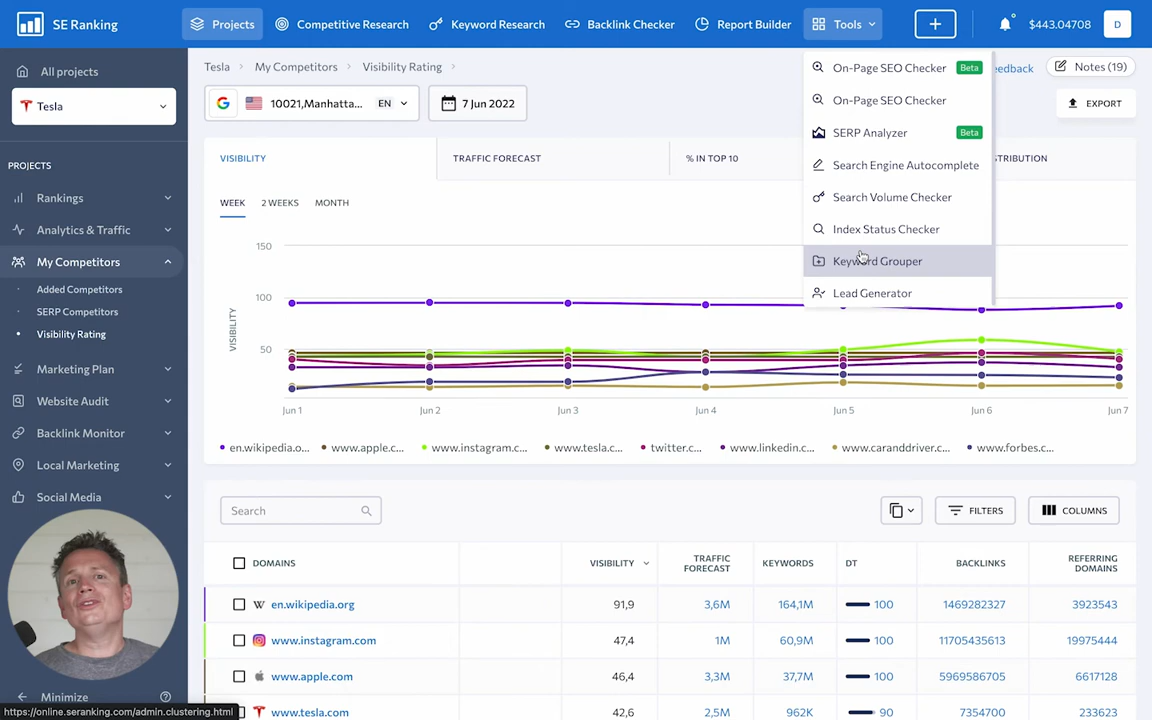 SE Ranking
Projects
Competitive Research
Keyword Research
Backlink Checker
Report Builder
Tools
$443.04708
D
All projects
Tesla
PROJECTS
Rankings
Analytics & Traffic
My Competitors
Added Competitors
SERP Competitors
Visibility Rating
Marketing Plan
Website Audit
Backlink Monitor
Local Marketing
Social Media
Minimize
https://online.seranking.com/admin.clustering.html
Tesla
My Competitors
Visibility Rating
eedback
Notes (19)
10021,Manhatta...
EN
7 Jun 2022
EXPORT
On-Page SEO Checker Beta
On-Page SEO Checker
SERP Analyzer Beta
Search Engine Autocomplete
Search Volume Checker
Index Status Checker
Keyword Grouper
Lead Generator
VISIBILITY
TRAFFIC FORECAST
% IN TOP 10
TRIBUTION
WEEK
2 WEEKS
MONTH
VISIBILITY
150
100
50
Jun 1
Jun 2
Jun 3
Jun 4
Jun 5
Jun 6
Jun 7
en.wikipedia.o...
www.apple.c...
www.instagram.c...
www.tesla.c...
twitter.c...
www.linkedin.c...
www.caranddriver.c...
www.forbes.c...
Search
FILTERS
COLUMNS
DOMAINS
VISIBILITY
TRAFFIC
FORECAST
KEYWORDS
DT
BACKLINKS
REFERRING
DOMAINS
W en.wikipedia.org 91,9 3,6M 164,1M 100 1469282327 3923543
www.instagram.com 47,4 1M 60,9M 100 11705435613 19975444
www.apple.com 46,4 3,3M 37,7M 100 5969586705 6617128
www.tesla.com 42,6 2,5M 962K 90 7354700 233623